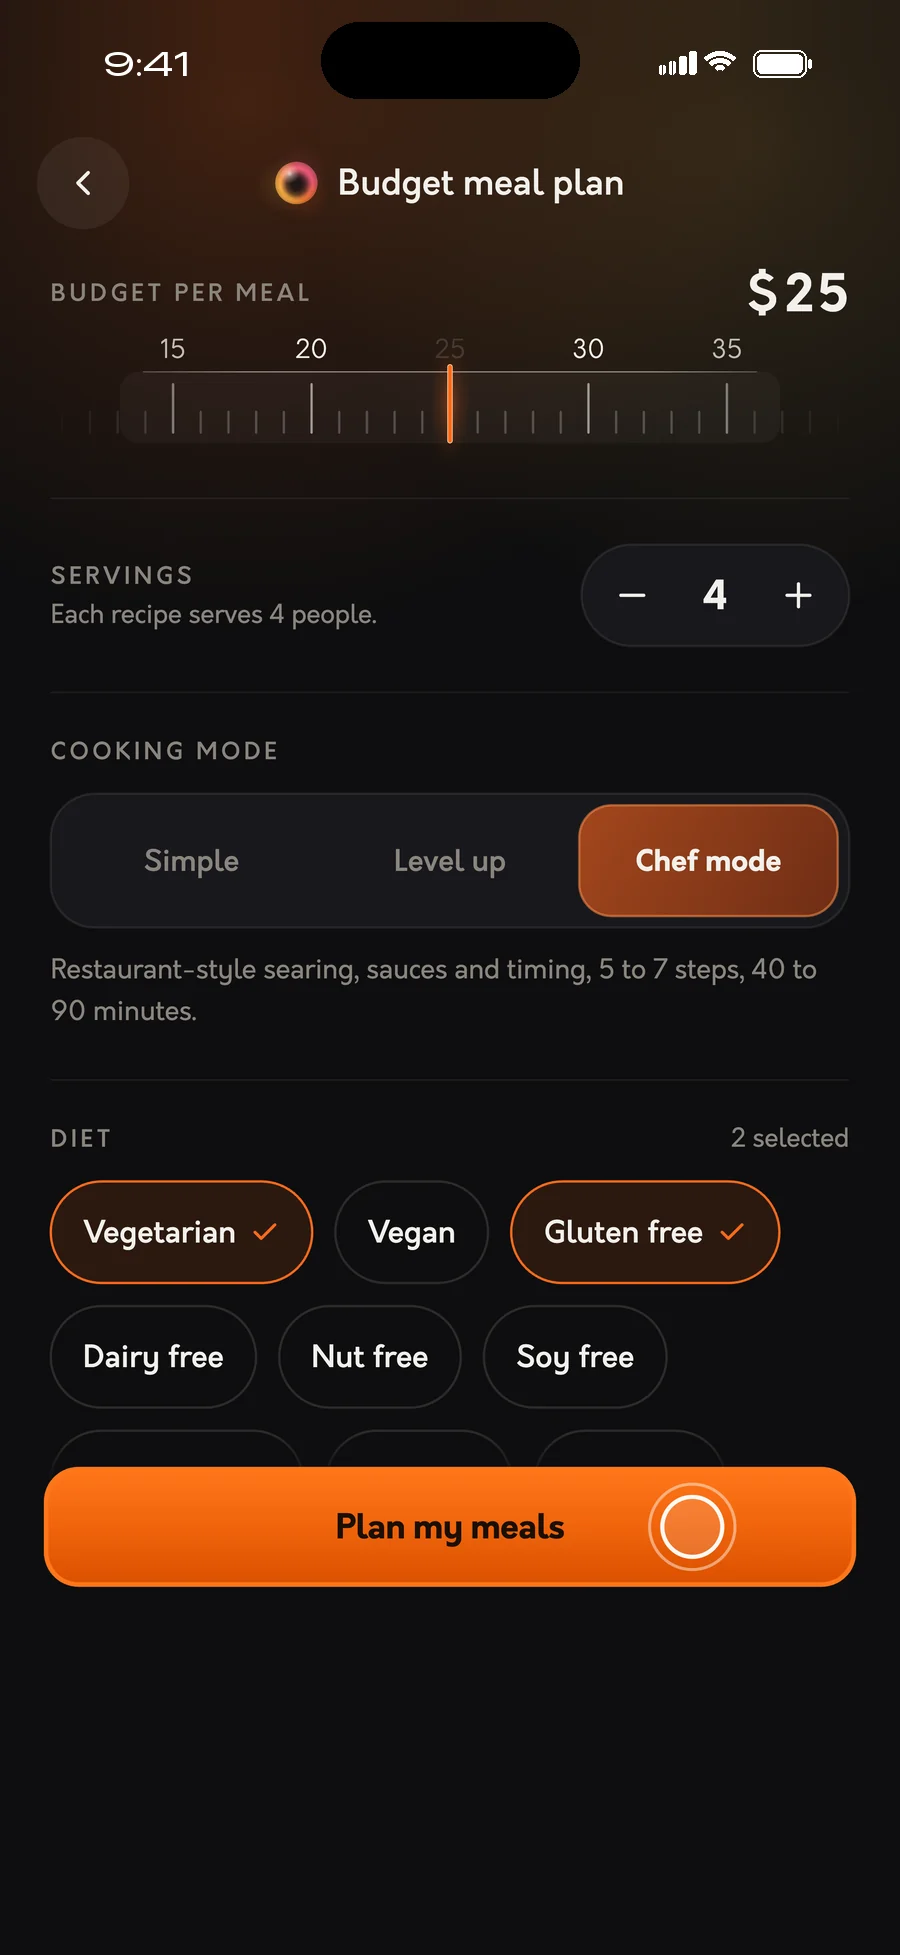 9:41
Budget meal plan
BUDGET PER MEAL
$25
15 20 25 30 35
SERVINGS
Each recipe serves 4 people.
− 4 +
COOKING MODE
Simple Level up Chef mode
Restaurant-style searing, sauces and timing, 5 to 7 steps, 40 to
90 minutes.
DIET 2 selected
Vegetarian ✓ Vegan Gluten free ✓
Dairy free Nut free Soy free
Plan my meals